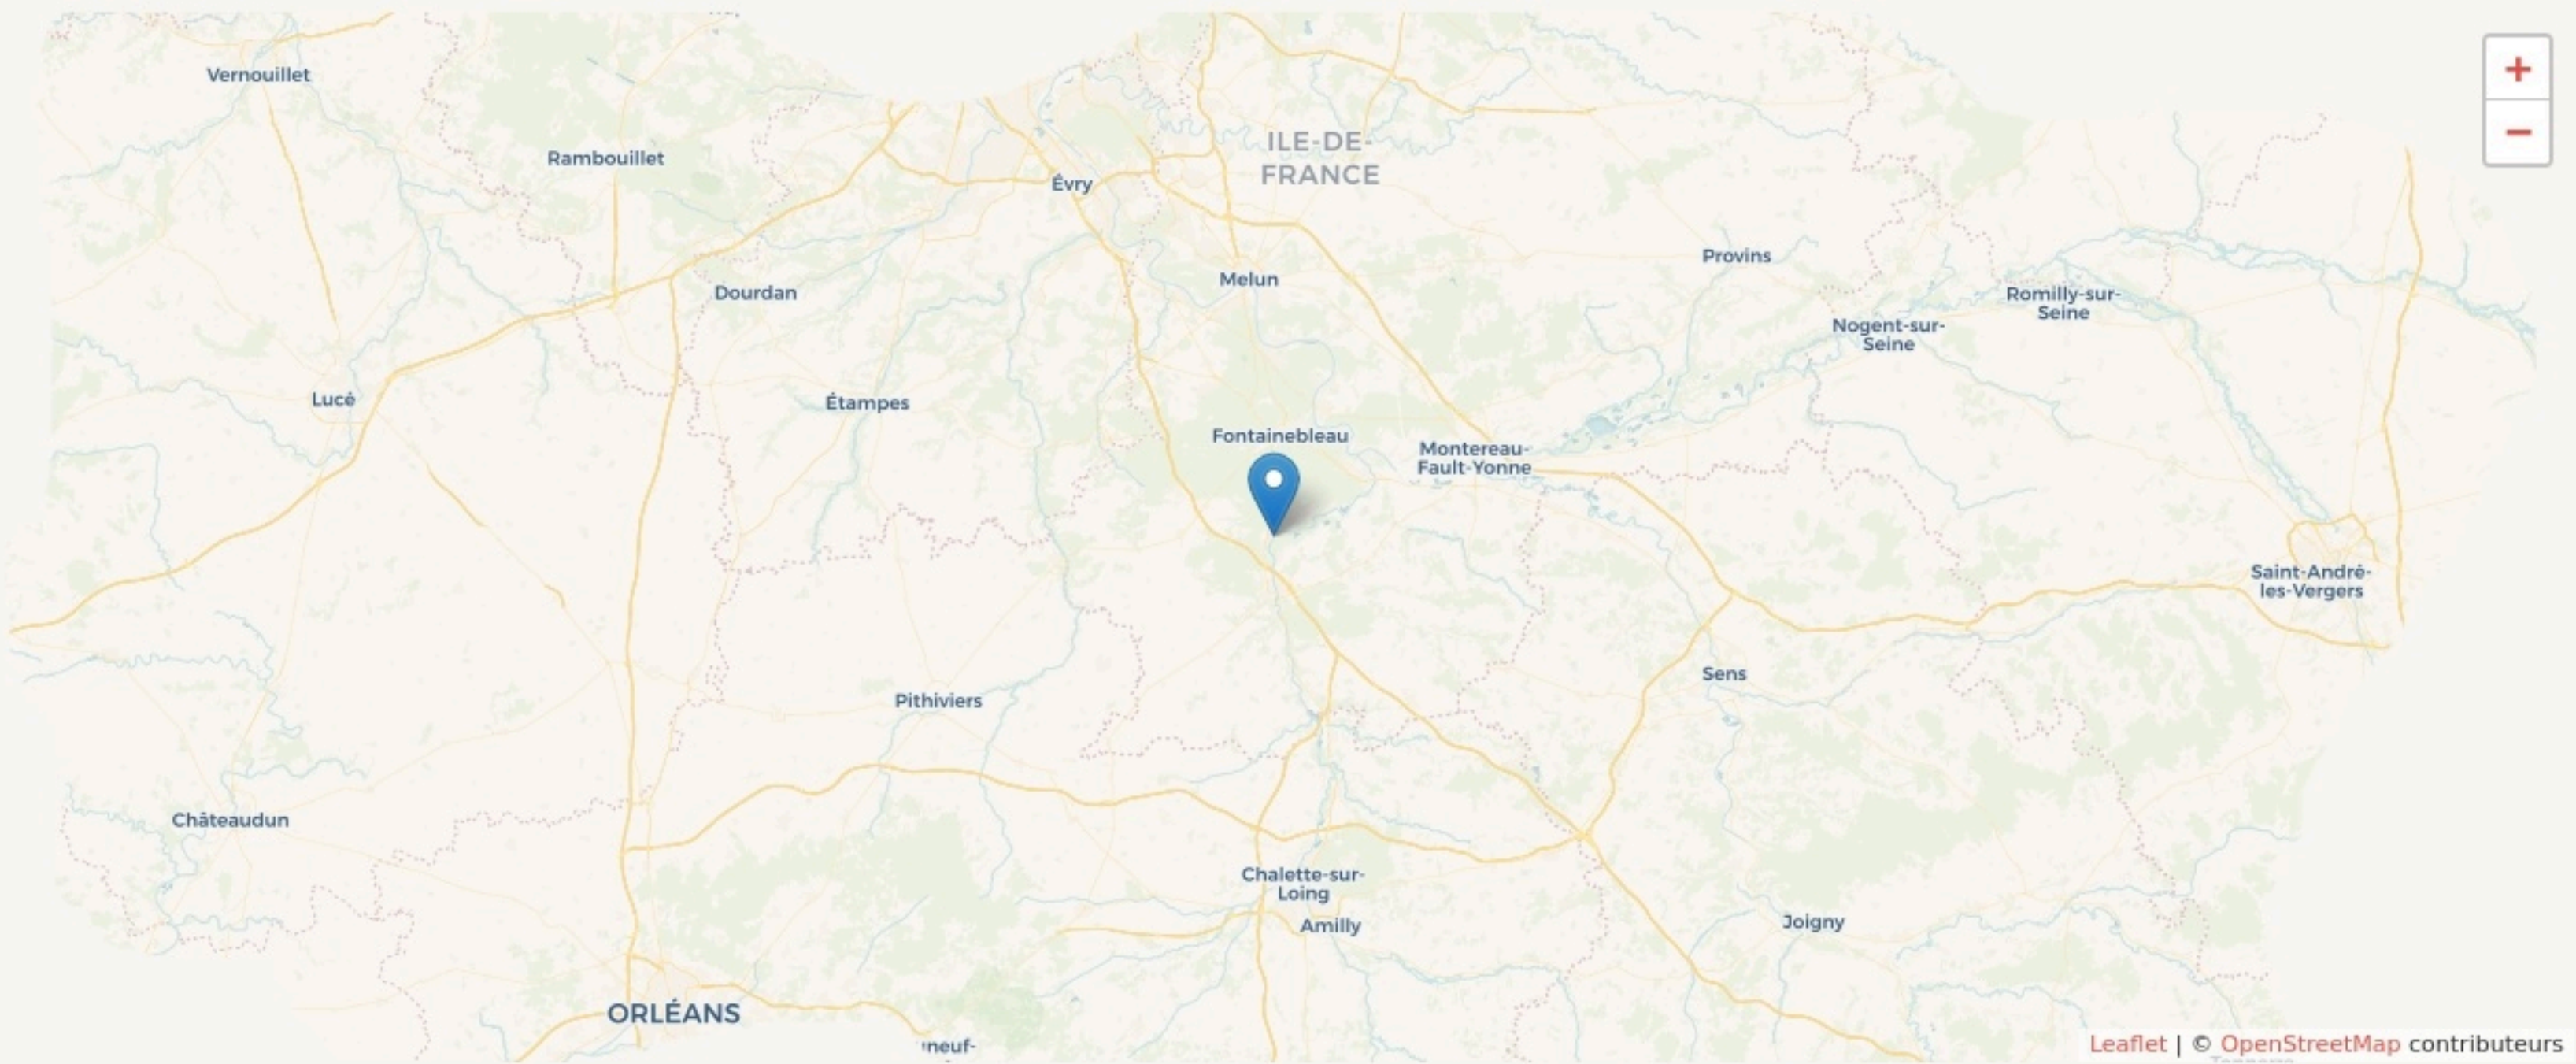 Vernouillet
+
−
ILE-DE-
FRANCE
Rambouillet
Évry
Provins
Melun
Dourdan
Romilly-sur-
Seine
Nogent-sur-
Seine
Lucé
Étampes
Fontainebleau
Montereau-
Fault-Yonne
Saint-André-
les-Vergers
Sens
Pithiviers
Châteaudun
Chalette-sur-
Loing
Amilly
Joigny
ORLÉANS
neuf-
Leaflet | © OpenStreetMap contributeurs